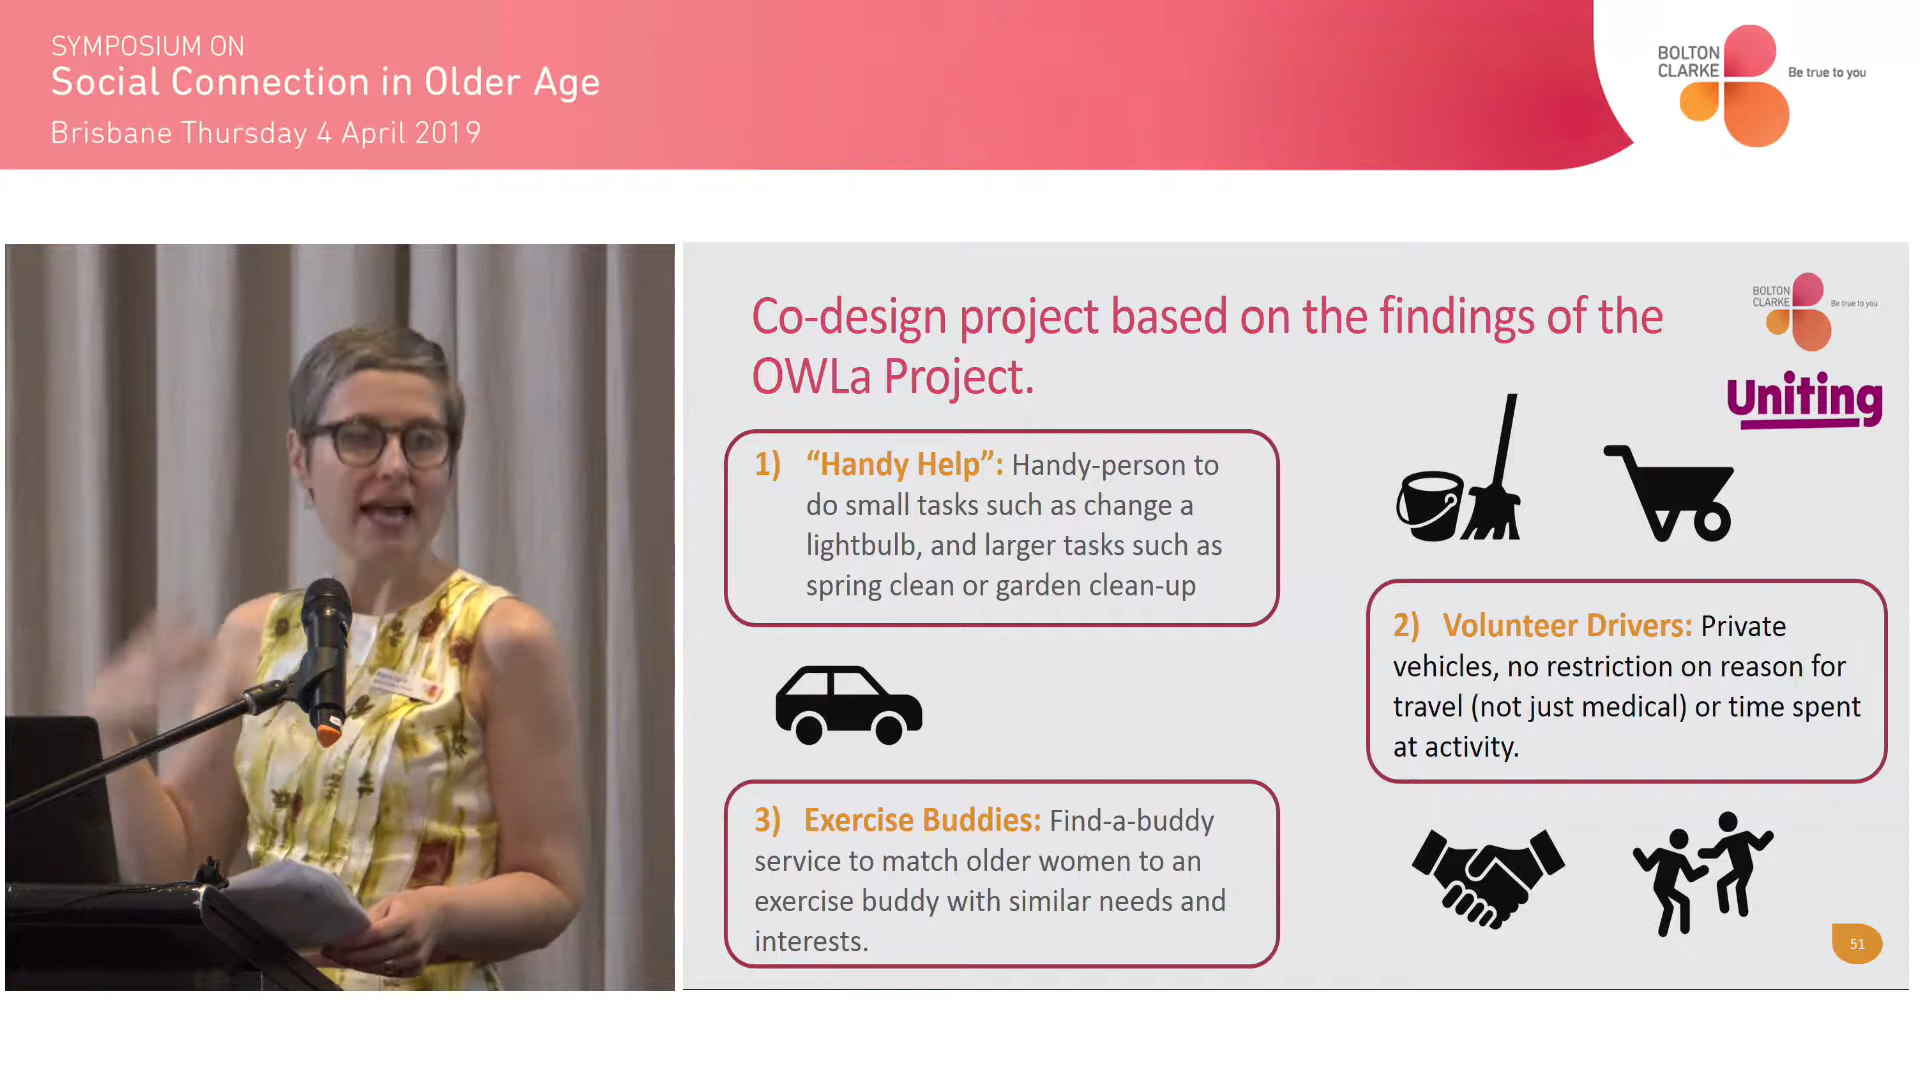 SYMPOSIUM ON
Social Connection in Older Age
Brisbane Thursday 4 April 2019
BOLTON
CLARKE
Be true to you
Co-design project based on the findings of the
OWLa Project.
BOLTON
CLARKE
Be true to you
Uniting
1) “Handy Help”: Handy-person to
do small tasks such as change a
lightbulb, and larger tasks such as
spring clean or garden clean-up
2) Volunteer Drivers: Private
vehicles, no restriction on reason for
travel (not just medical) or time spent
at activity.
3) Exercise Buddies: Find-a-buddy
service to match older women to an
exercise buddy with similar needs and
interests.
51